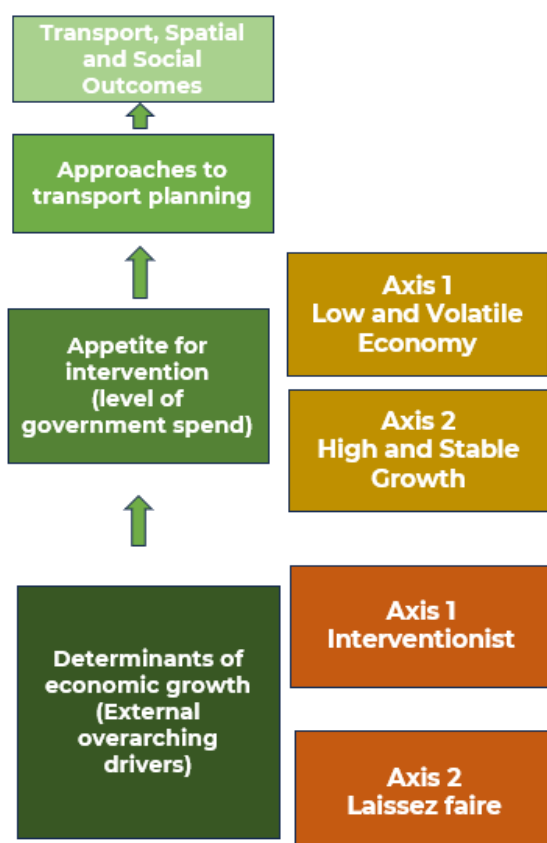 Transport, Spatial
and Social
Outcomes
Approaches to
transport planning
Appetite for
intervention
(level of
government spend)
Axis 1
Low and Volatile
Economy
Axis 2
High and Stable
Growth
Determinants of
economic growth
(External
overarching
drivers)
Axis 1
Interventionist
Axis 2
Laissez faire